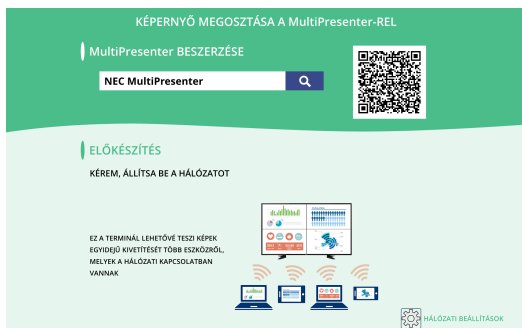 KÉPERNYŐ MEGOSZTÁSA A MultiPresenter-REL
MultiPresenter BESZERZÉSE
NEC MultiPresenter
ELŐKÉSZÍTÉS
KÉREM, ÁLLÍTSA BE A HÁLÓZATOT
EZ A TERMINÁL LEHETŐVÉ TESZI KÉPEK
EGYIDEJŰ KIVETÍTÉSÉT TÖBB ESZKÖZRŐL,
MELYEK A HÁLÓZATI KAPCSOLATBAN
VANNAK
HÁLÓZATI BEÁLLÍTÁSOK